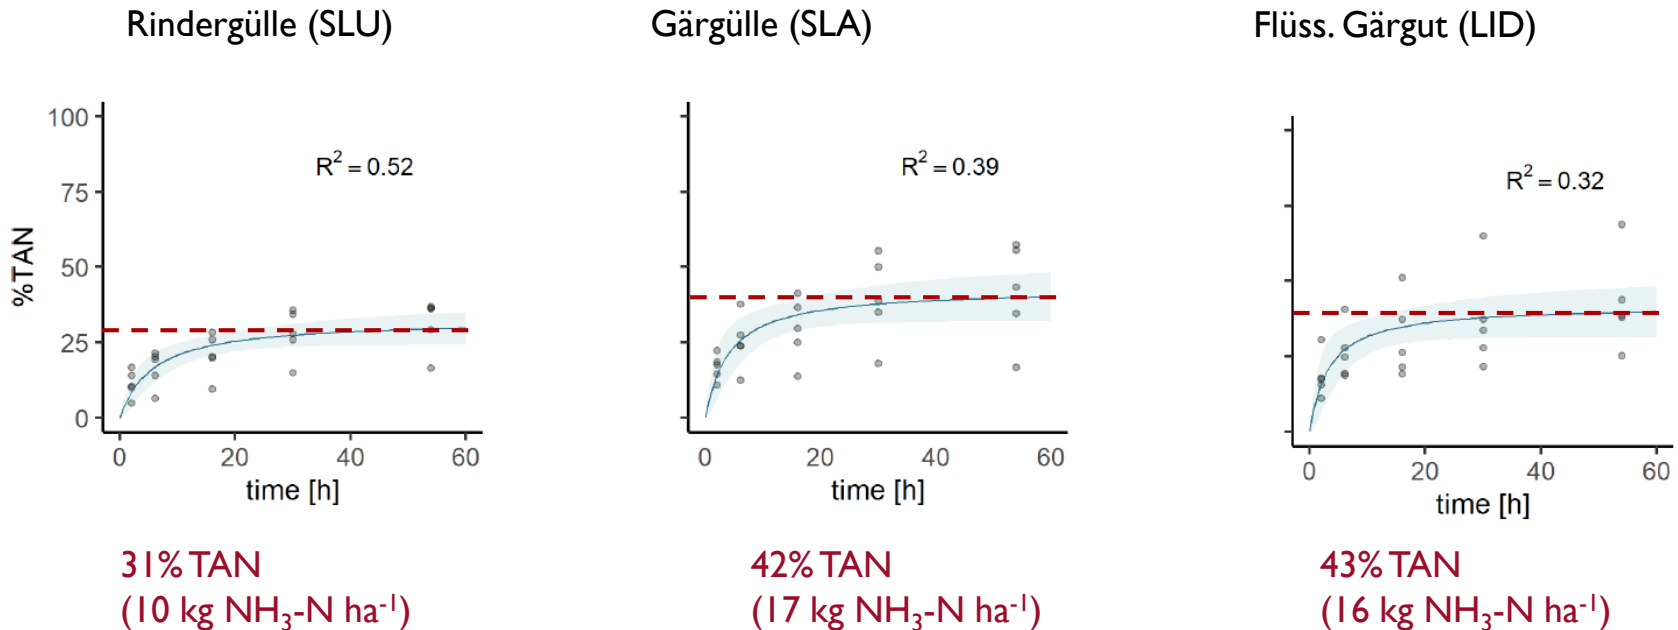 Rindergülle (SLU)
Gärgülle (SLA)
Flüss. Gärgut (LID)
%TAN
100
75
50
25
0
R² = 0.52
0 20 40 60
time [h]
R² = 0.39
0 20 40 60
time [h]
R² = 0.32
0 20 40 60
time [h]
31% TAN
(10 kg NH₃-N ha⁻¹)
42% TAN
(17 kg NH₃-N ha⁻¹)
43% TAN
(16 kg NH₃-N ha⁻¹)